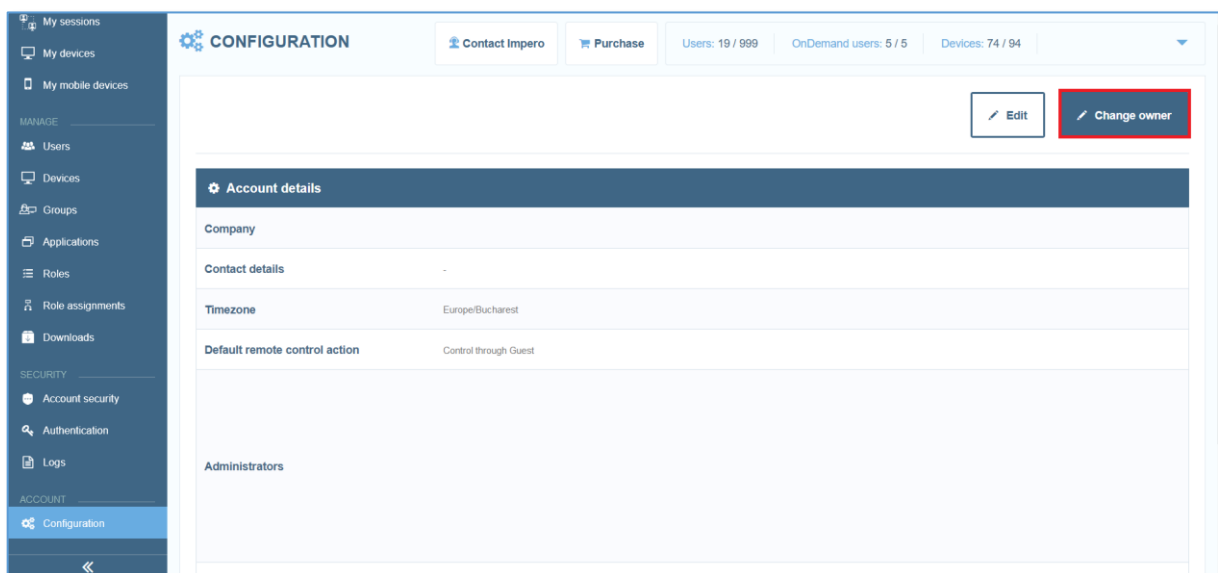 My sessions
My devices
My mobile devices
MANAGE
Users
Devices
Groups
Applications
Roles
Role assignments
Downloads
SECURITY
Account security
Authentication
Logs
ACCOUNT
Configuration
CONFIGURATION
Contact Impero
Purchase
Users: 19 / 999
OnDemand users: 5 / 5
Devices: 74 / 94
Edit
Change owner
Account details
Company
Contact details -
Timezone Europe/Bucharest
Default remote control action Control through Guest
Administrators